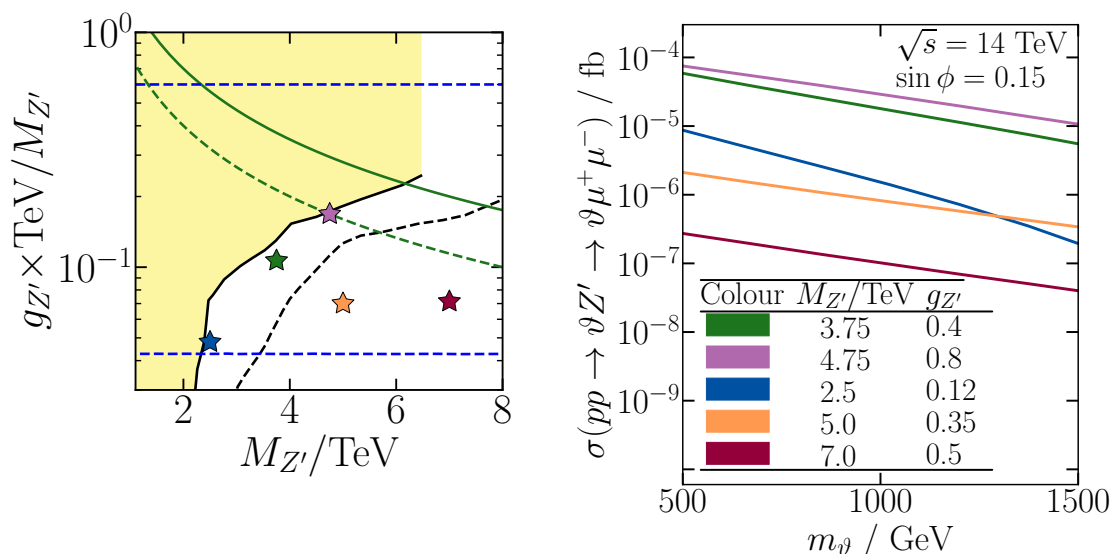 10^0
10^{-1}
g_{Z'} × TeV/M_{Z'}
2 4 6 8
M_{Z'}/TeV
√s = 14 TeV
sin ϕ = 0.15
10^{-4}
10^{-5}
10^{-6}
10^{-7}
10^{-8}
10^{-9}
σ(pp → ϑZ' → ϑμ^+μ^-) / fb
Colour M_{Z'}/TeV g_{Z'}
3.75 0.4
4.75 0.8
2.5 0.12
5.0 0.35
7.0 0.5
500 1000 1500
m_ϑ / GeV